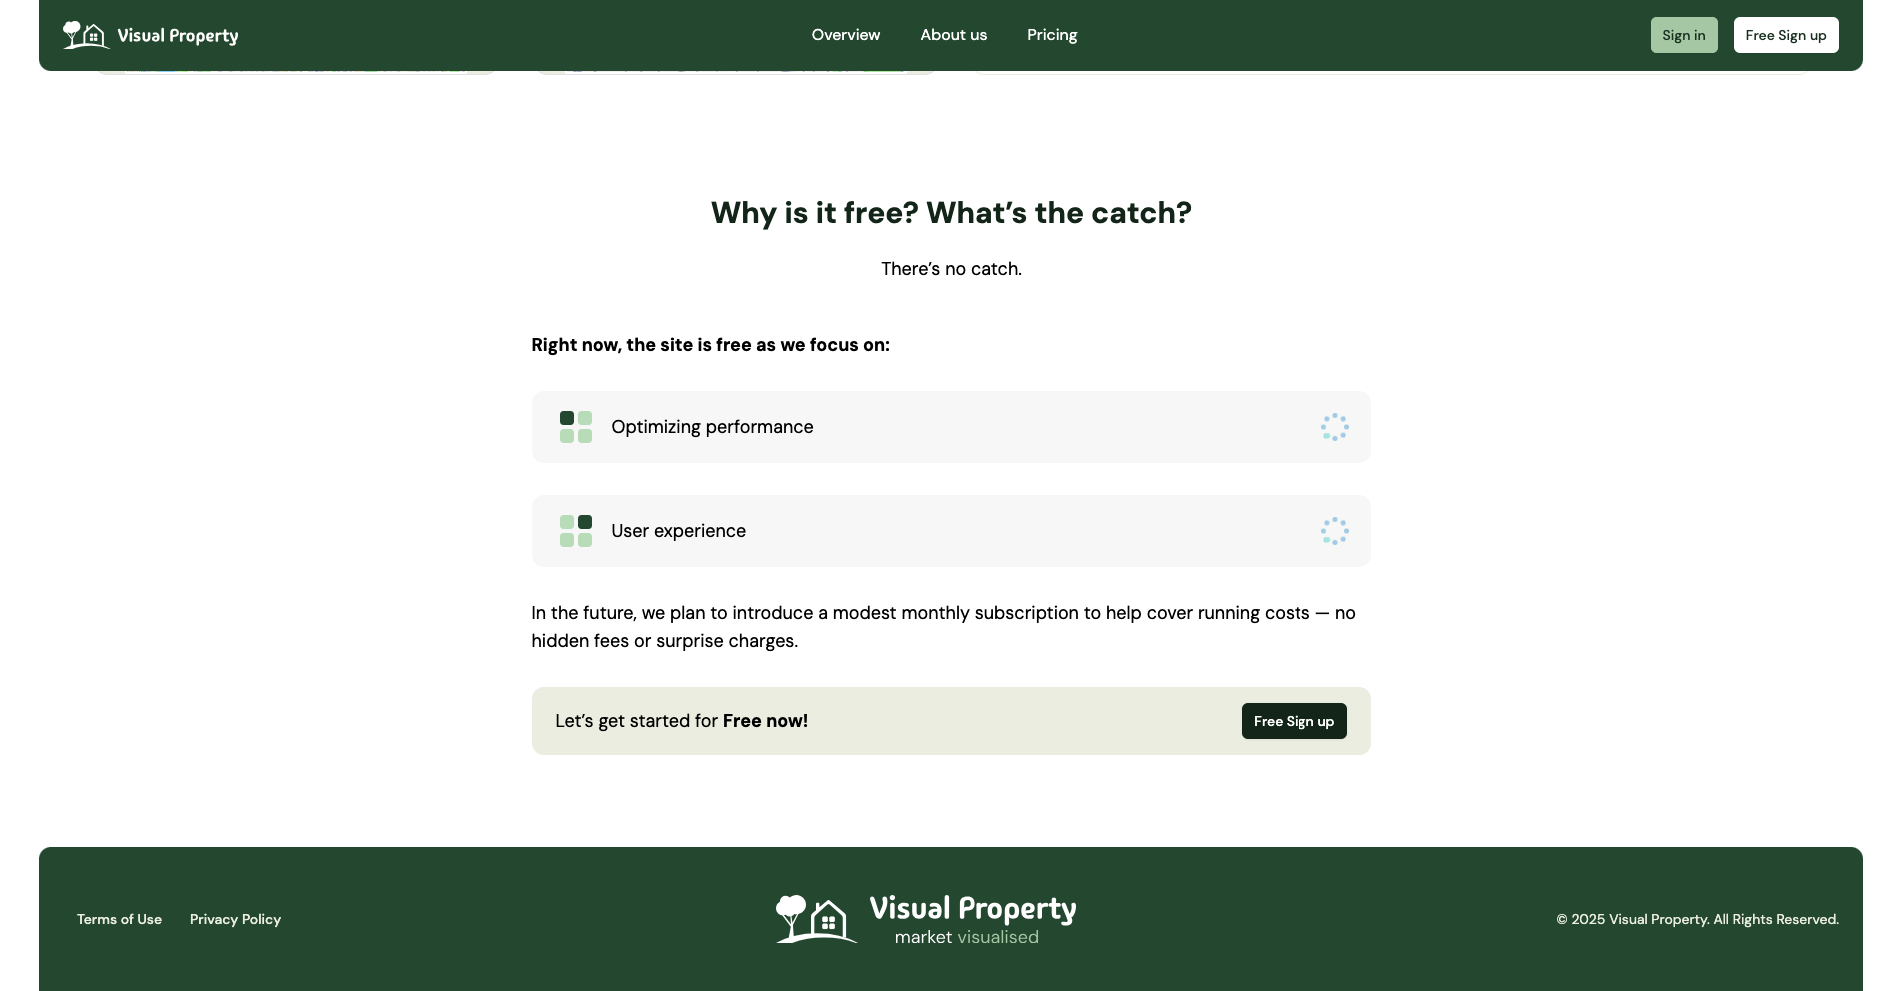 Visual Property
Overview
About us
Pricing
Sign in
Free Sign up
Why is it free? What’s the catch?
There’s no catch.
Right now, the site is free as we focus on:
Optimizing performance
User experience
In the future, we plan to introduce a modest monthly subscription to help cover running costs — no
hidden fees or surprise charges.
Let’s get started for Free now!
Free Sign up
Terms of Use
Privacy Policy
Visual Property
market visualised
© 2025 Visual Property. All Rights Reserved.